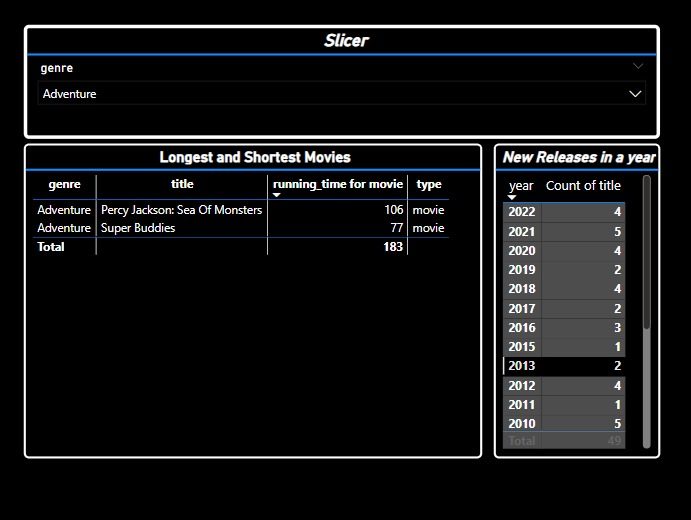 Slicer
genre
Adventure
Longest and Shortest Movies
genre title running_time for movie type
Adventure Percy Jackson: Sea Of Monsters 106 movie
Adventure Super Buddies 77 movie
Total 183
New Releases in a year
year Count of title
2022 4
2021 5
2020 4
2019 2
2018 4
2017 2
2016 3
2015 1
2013 2
2012 4
2011 1
2010 5
Total 49